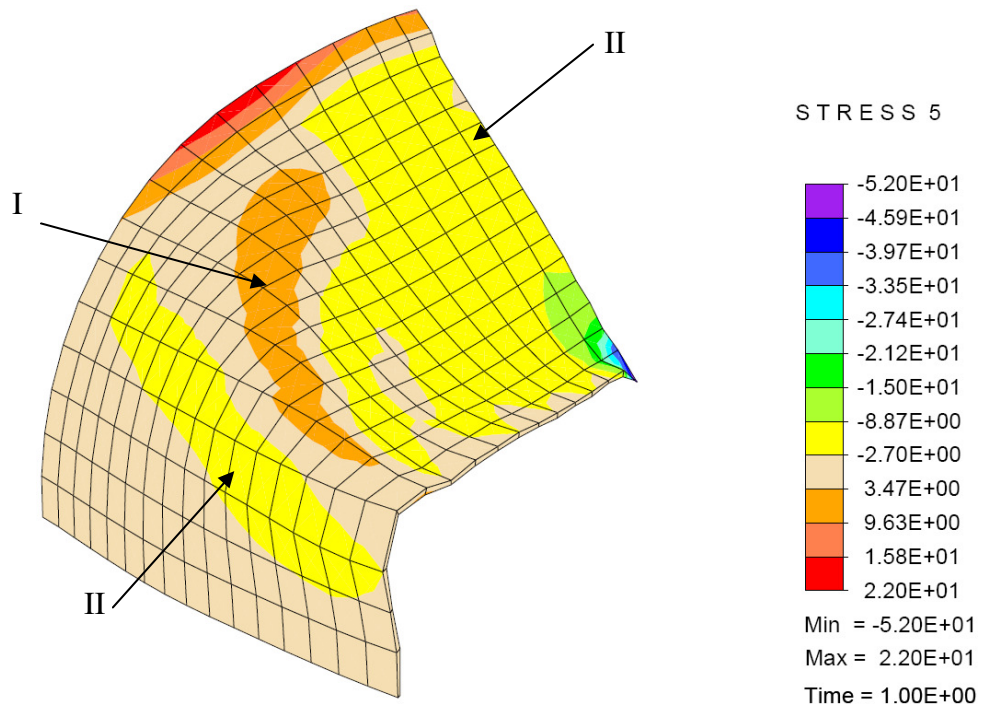 II
I
II
S T R E S S 5
-5.20E+01
-4.59E+01
-3.97E+01
-3.35E+01
-2.74E+01
-2.12E+01
-1.50E+01
-8.87E+00
-2.70E+00
3.47E+00
9.63E+00
1.58E+01
2.20E+01
Min = -5.20E+01
Max = 2.20E+01
Time = 1.00E+00